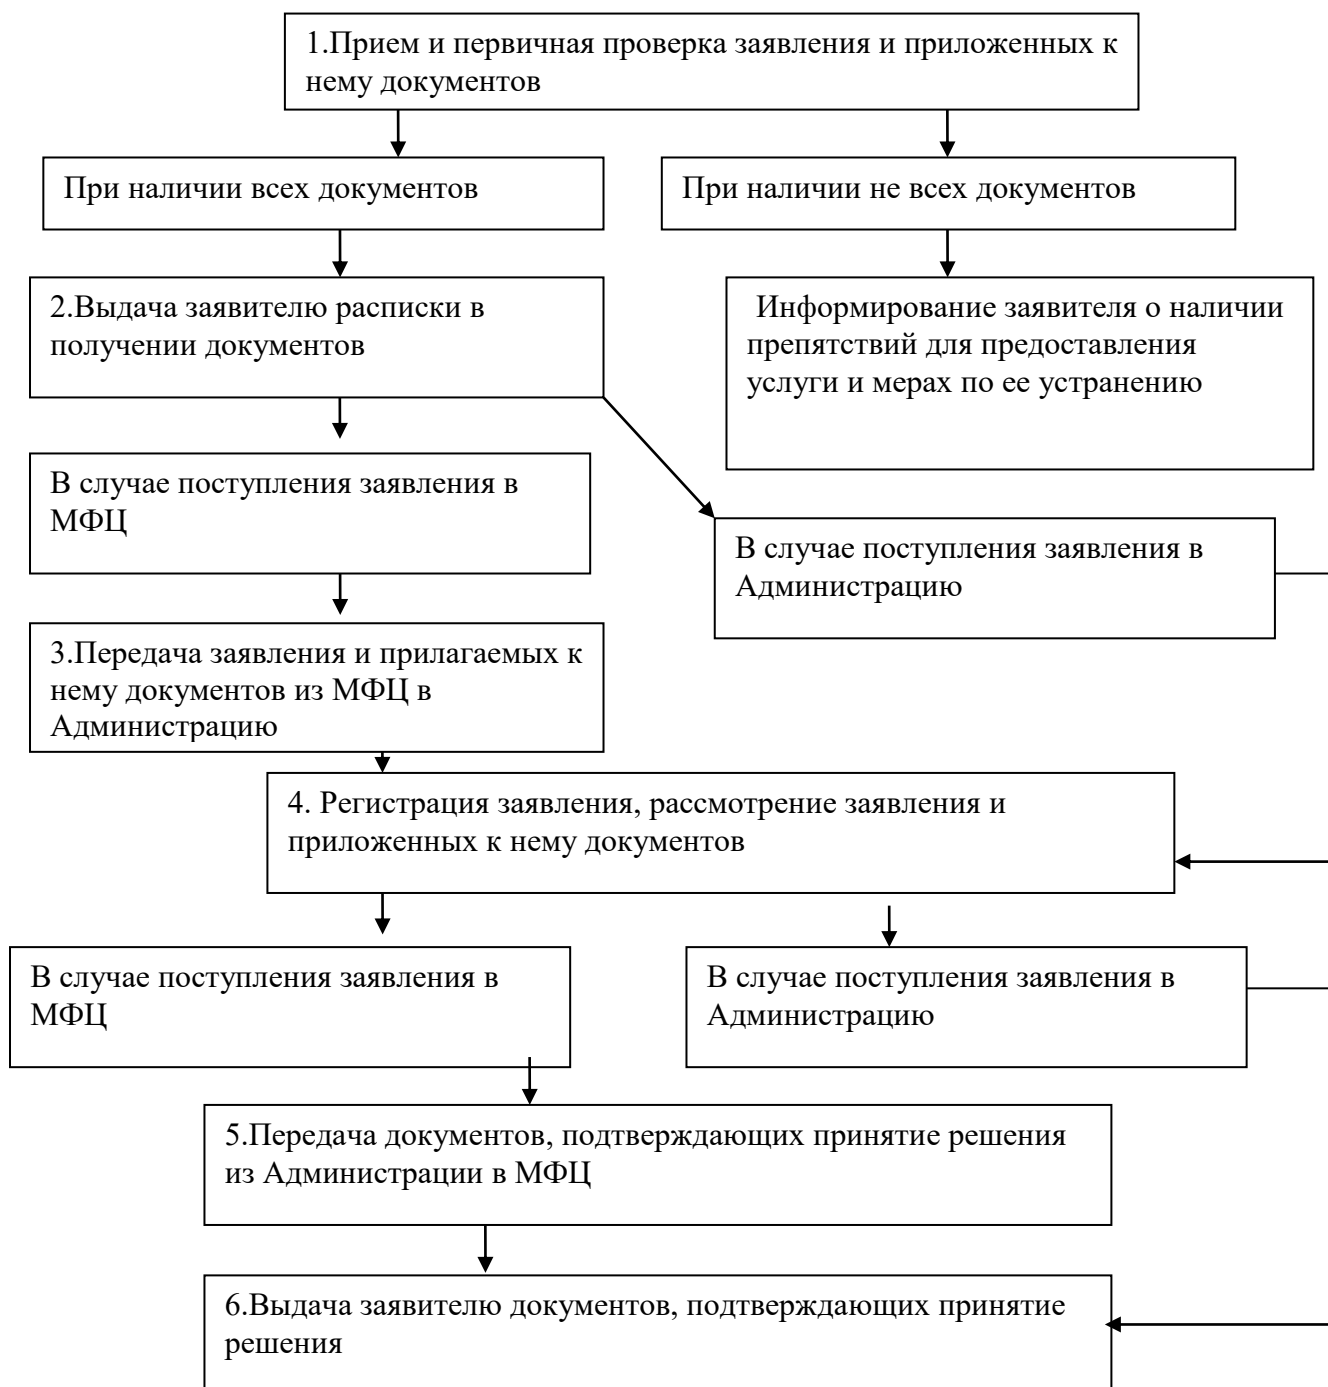 1.Прием и первичная проверка заявления и приложенных к
нему документов
При наличии всех документов
При наличии не всех документов
2.Выдача заявителю расписки в
получении документов
Информирование заявителя о наличии
препятствий для предоставления
услуги и мерах по ее устранению
В случае поступления заявления в
МФЦ
В случае поступления заявления в
Администрацию
3.Передача заявления и прилагаемых к
нему документов из МФЦ в
Администрацию
4. Регистрация заявления, рассмотрение заявления и
приложенных к нему документов
В случае поступления заявления в
МФЦ
В случае поступления заявления в
Администрацию
5.Передача документов, подтверждающих принятие решения
из Администрации в МФЦ
6.Выдача заявителю документов, подтверждающих принятие
решения